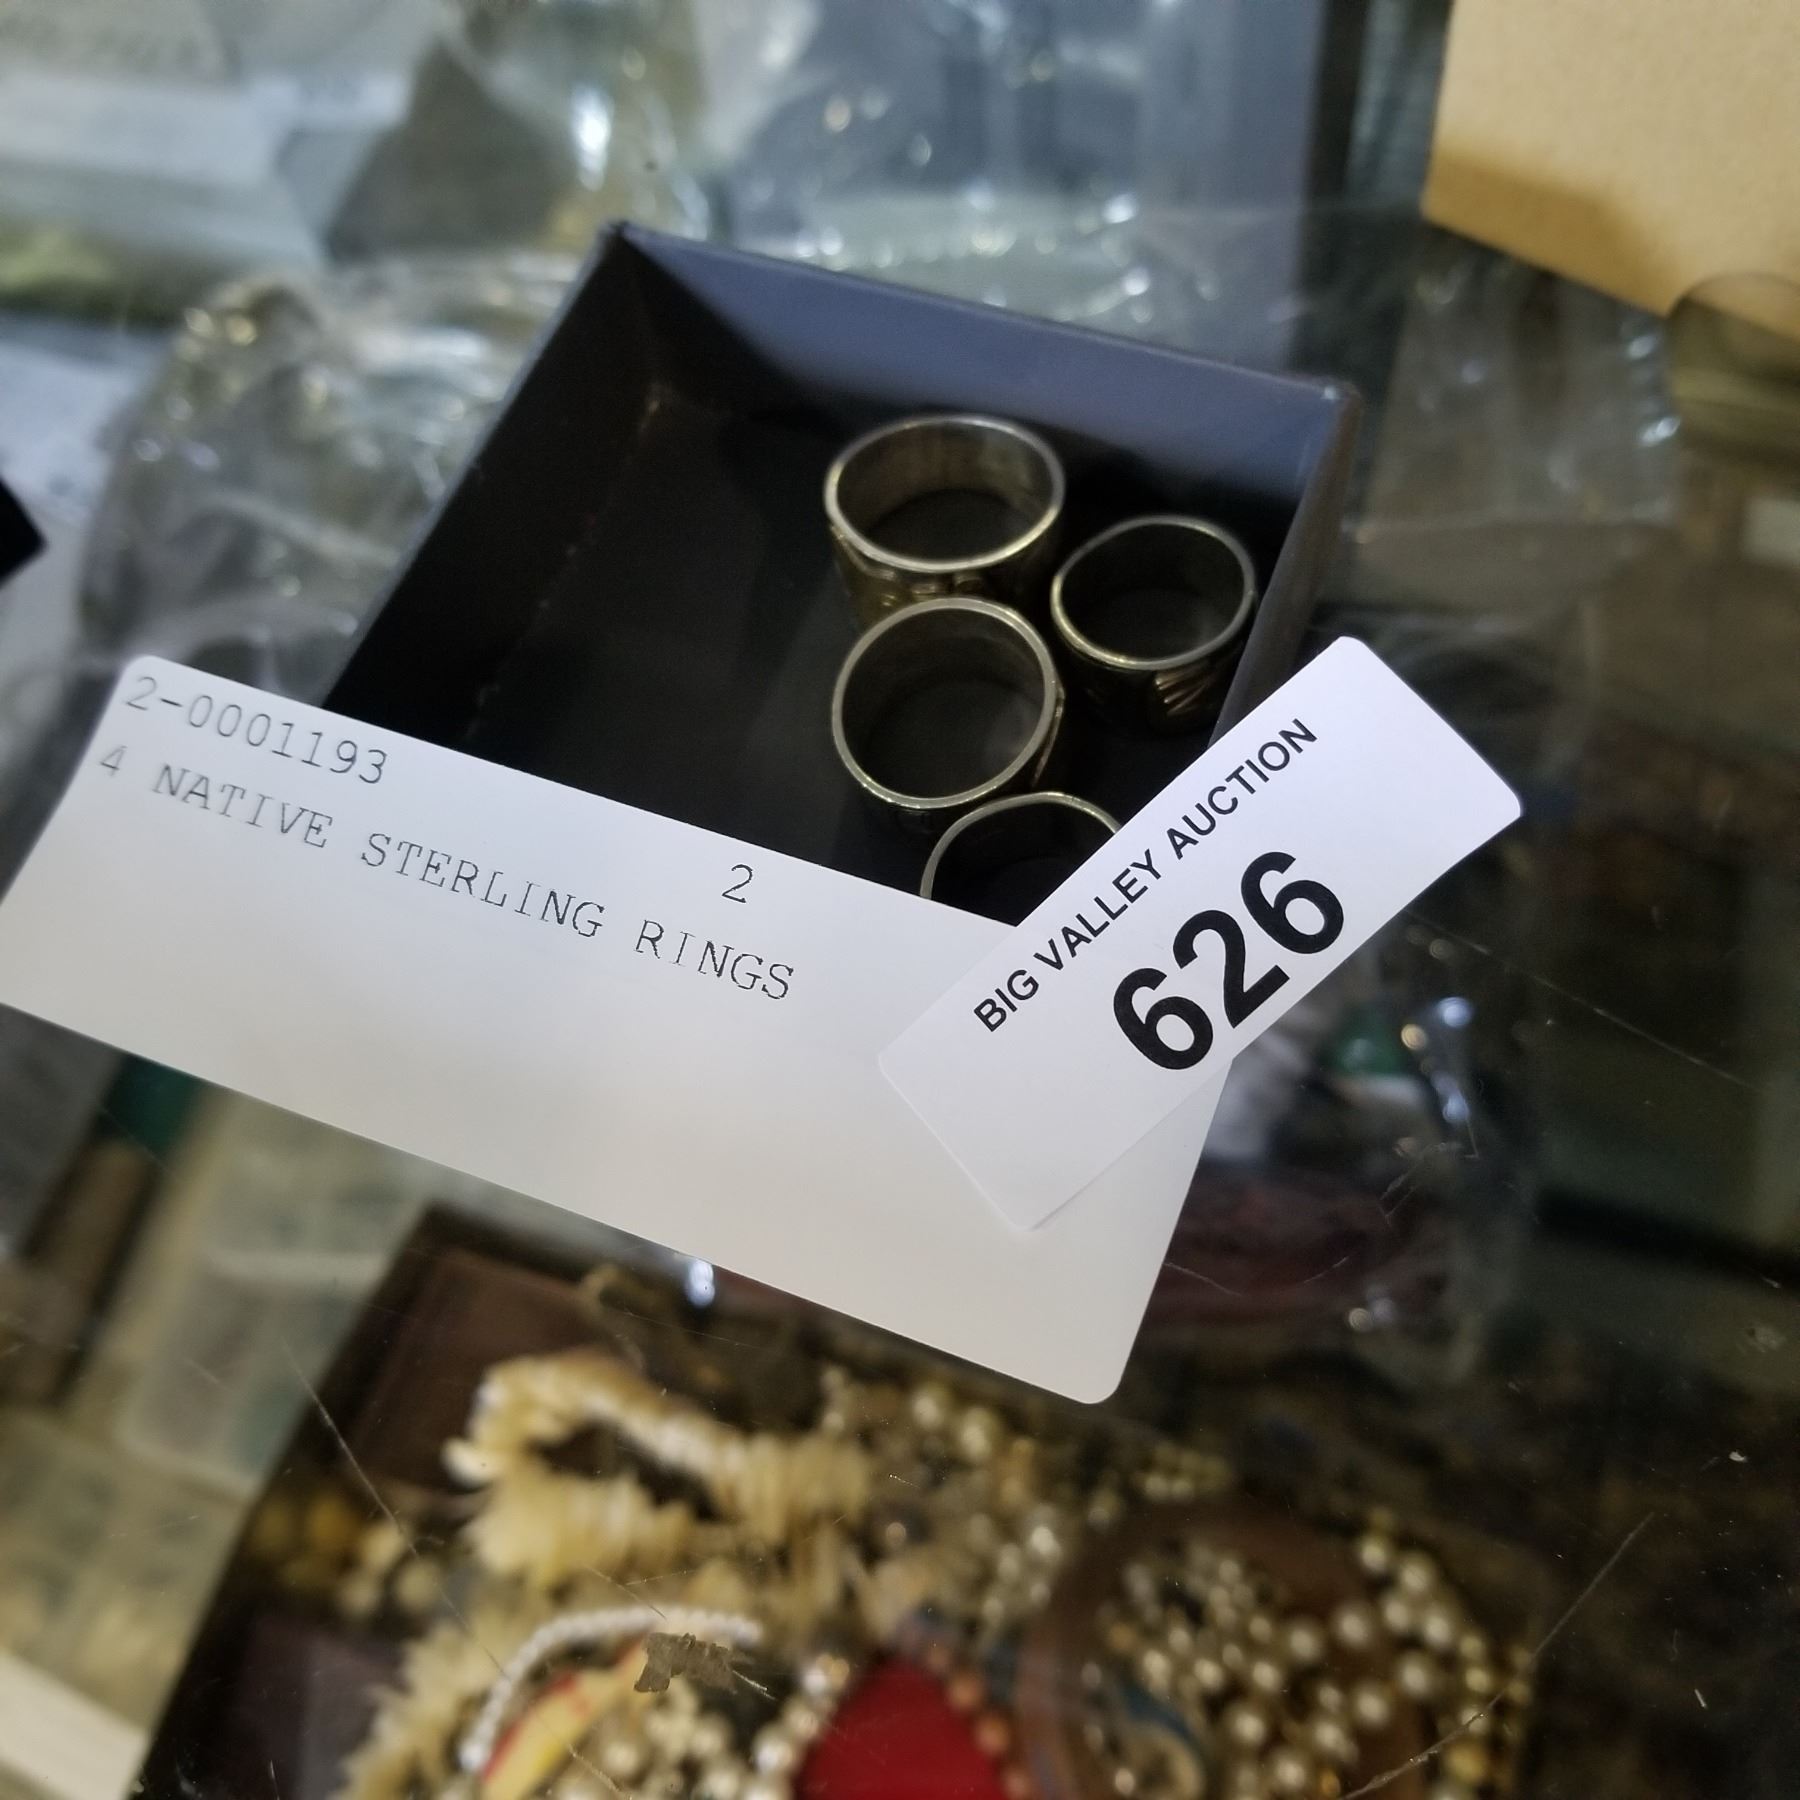 2-0001193
2
4 NATIVE STERLING RINGS
BIG VALLEY AUCTION
626